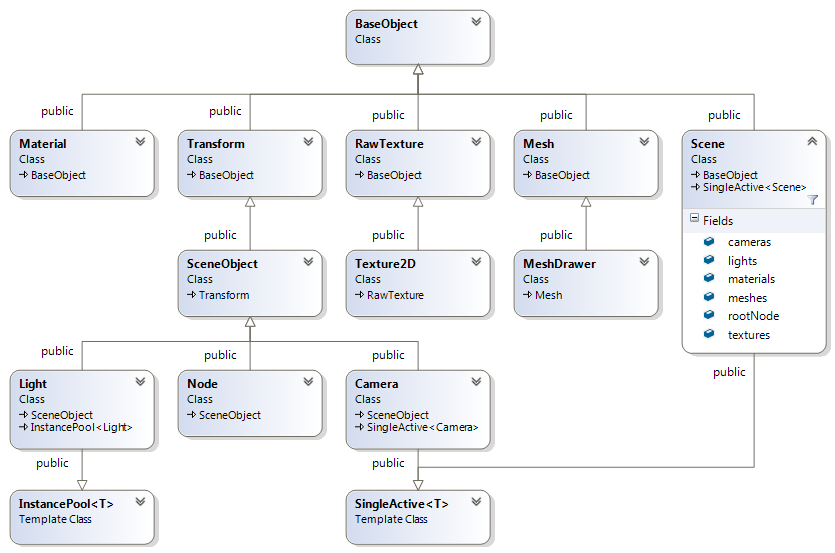 BaseObject
Class
public
public
public
public
public
Material
Class
→ BaseObject
Transform
Class
→ BaseObject
RawTexture
Class
→ BaseObject
Mesh
Class
→ BaseObject
Scene
Class
→ BaseObject
→ SingleActive<Scene>
Fields
cameras
lights
materials
meshes
rootNode
textures
public
public
public
public
SceneObject
Class
→ Transform
Texture2D
Class
→ RawTexture
MeshDrawer
Class
→ Mesh
public
public
public
Light
Class
→ SceneObject
→ InstancePool<Light>
Node
Class
→ SceneObject
Camera
Class
→ SceneObject
→ SingleActive<Camera>
public
public
InstancePool<T>
Template Class
SingleActive<T>
Template Class